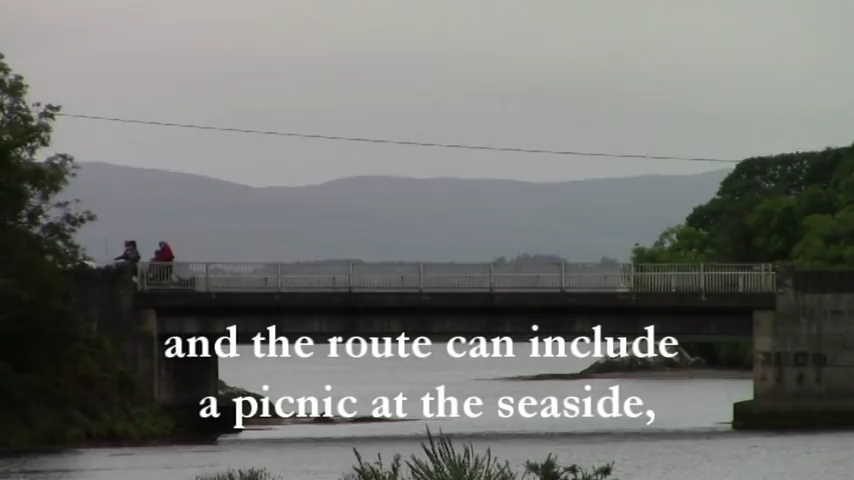 and the route can include
a picnic at the seaside,